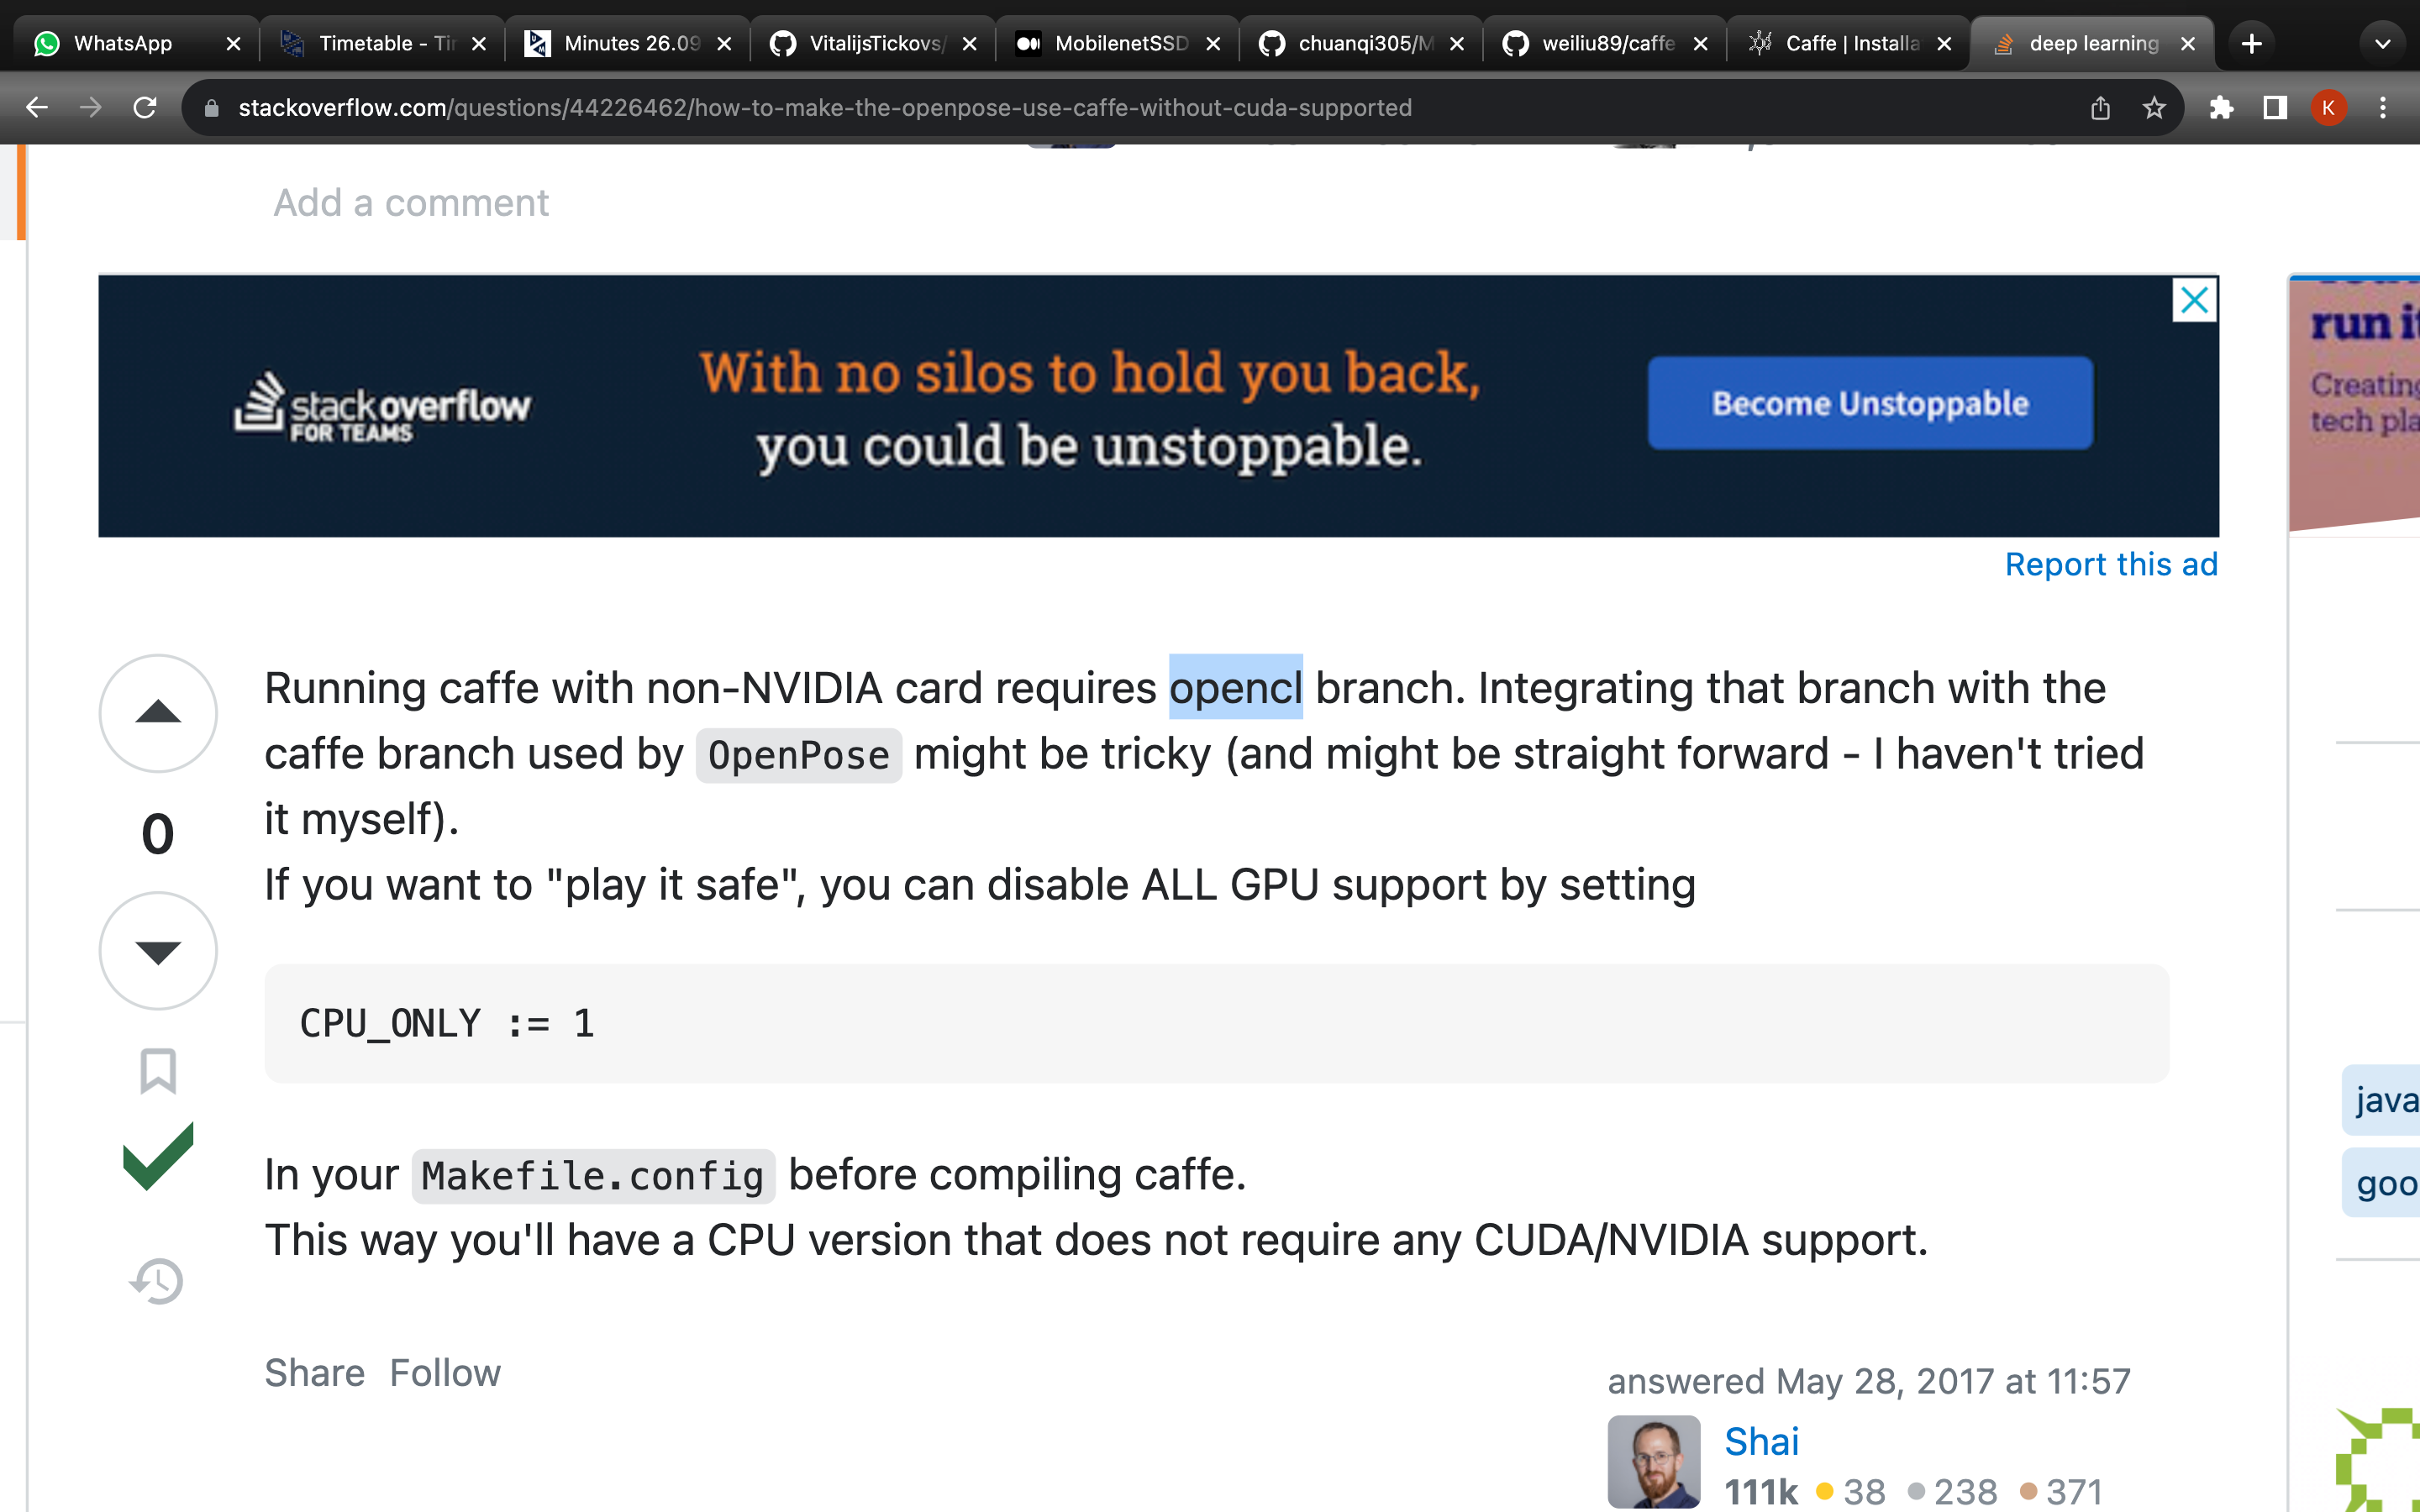 WhatsApp
Timetable - Tir
Minutes 26.09
VitalijsTickovs/
MobilenetSSD
chuanqi305/M
weiliu89/caffe
Caffe | Installa
deep learning
stackoverflow.com/questions/44226462/how-to-make-the-openpose-use-caffe-without-cuda-supported
K
Add a comment
stackoverflow
FOR TEAMS
With no silos to hold you back,
you could be unstoppable.
Become Unstoppable
run it
Creating
tech pla
Report this ad
Running caffe with non-NVIDIA card requires opencl branch. Integrating that branch with the
caffe branch used by OpenPose might be tricky (and might be straight forward - I haven't tried
it myself).
0
If you want to "play it safe", you can disable ALL GPU support by setting
CPU_ONLY := 1
java
goo
In your Makefile.config before compiling caffe.
This way you'll have a CPU version that does not require any CUDA/NVIDIA support.
Share Follow
answered May 28, 2017 at 11:57
Shai
111k 38 238 371